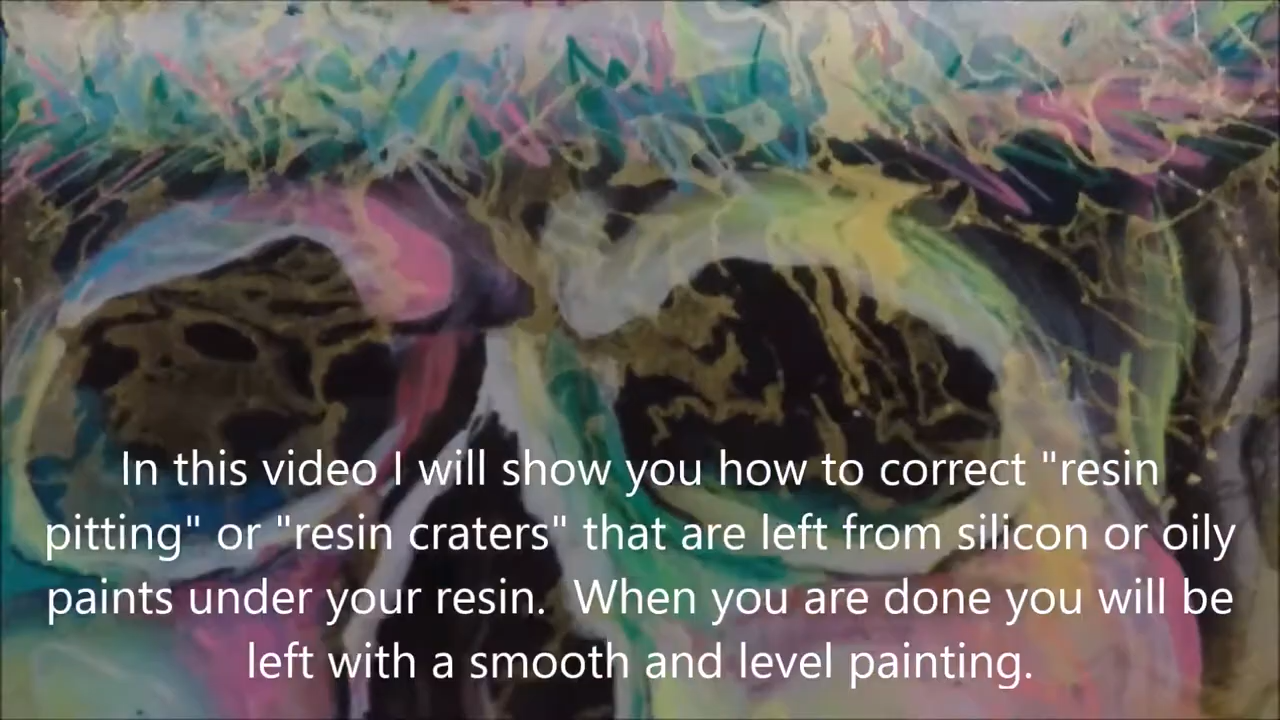 In this video I will show you how to correct "resin
pitting" or "resin craters" that are left from silicon or oily
paints under your resin.  When you are done you will be
left with a smooth and level painting.